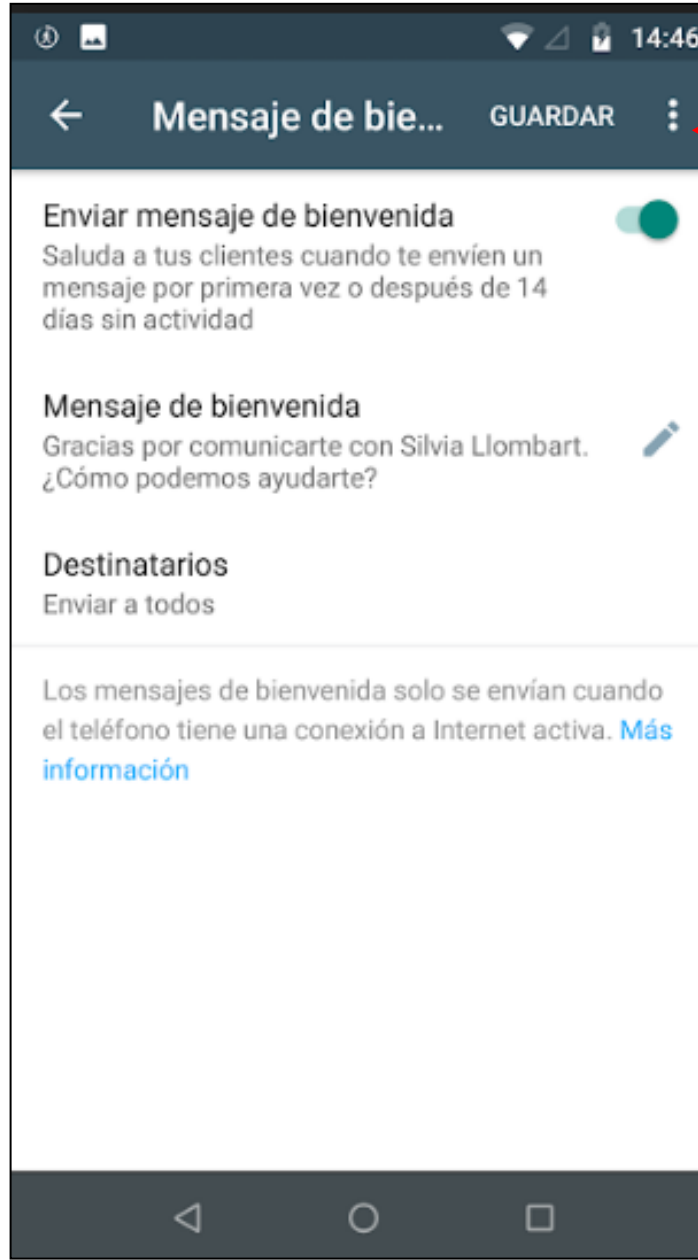 14:46
Mensaje de bie... GUARDAR
Enviar mensaje de bienvenida
Saluda a tus clientes cuando te envíen un
mensaje por primera vez o después de 14
días sin actividad
Mensaje de bienvenida
Gracias por comunicarte con Silvia Llombart.
¿Cómo podemos ayudarte?
Destinatarios
Enviar a todos
Los mensajes de bienvenida solo se envían cuando
el teléfono tiene una conexión a Internet activa. Más
información